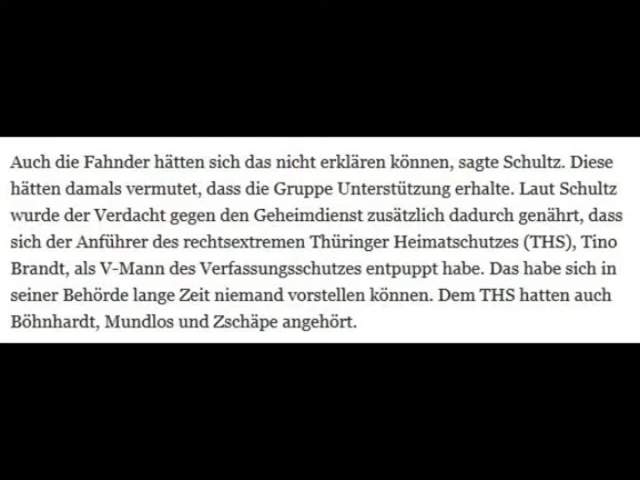 Auch die Fahnder hätten sich das nicht erklären können, sagte Schultz. Diese
hätten damals vermutet, dass die Gruppe Unterstützung erhalte. Laut Schultz
wurde der Verdacht gegen den Geheimdienst zusätzlich dadurch genährt, dass
sich der Anführer des rechtsextremen Thüringer Heimatschutzes (THS), Tino
Brandt, als V-Mann des Verfassungsschutzes entpuppt habe. Das habe sich in
seiner Behörde lange Zeit niemand vorstellen können. Dem THS hatten auch
Böhnhardt, Mundlos und Zschäpe angehört.